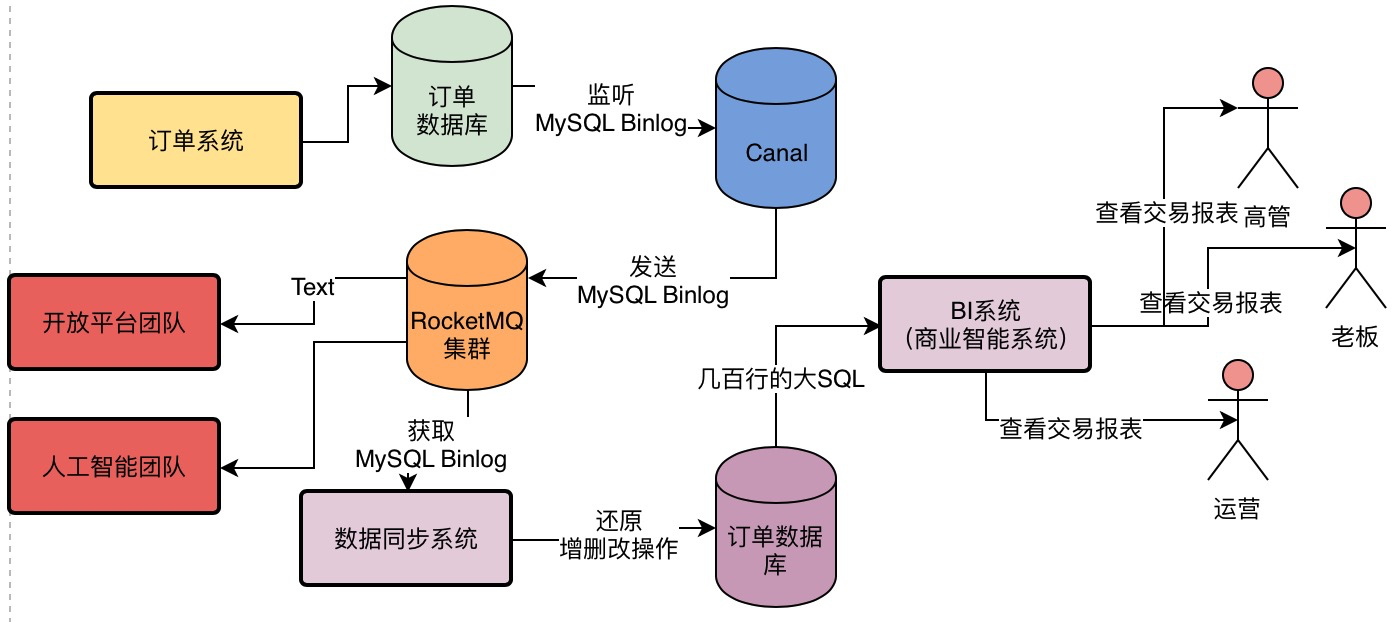 订单系统
订单
数据库
监听
MySQL Binlog
Canal
发送
MySQL Binlog
RocketMQ
集群
Text
开放平台团队
人工智能团队
获取
MySQL Binlog
数据同步系统
还原
增删改操作
订单数据
库
几百行的大SQL
BI系统
（商业智能系统）
查看交易报表
高管
查看交易报表
老板
查看交易报表
运营